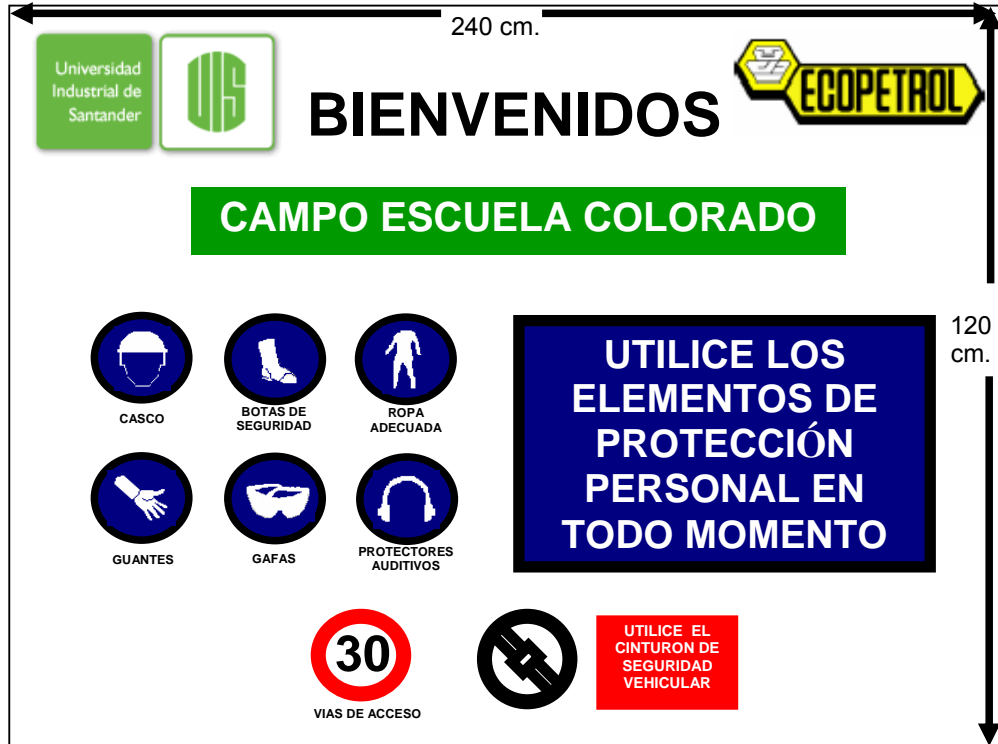 240 cm.
Universidad
Industrial de
Santander
UIS
BIENVENIDOS
ECOPETROL
CAMPO ESCUELA COLORADO
120
cm.
CASCO
BOTAS DE
SEGURIDAD
ROPA
ADECUADA
UTILICE LOS
ELEMENTOS DE
PROTECCIÓN
PERSONAL EN
TODO MOMENTO
GUANTES
GAFAS
PROTECTORES
AUDITIVOS
30
VIAS DE ACCESO
UTILICE EL
CINTURON DE
SEGURIDAD
VEHICULAR